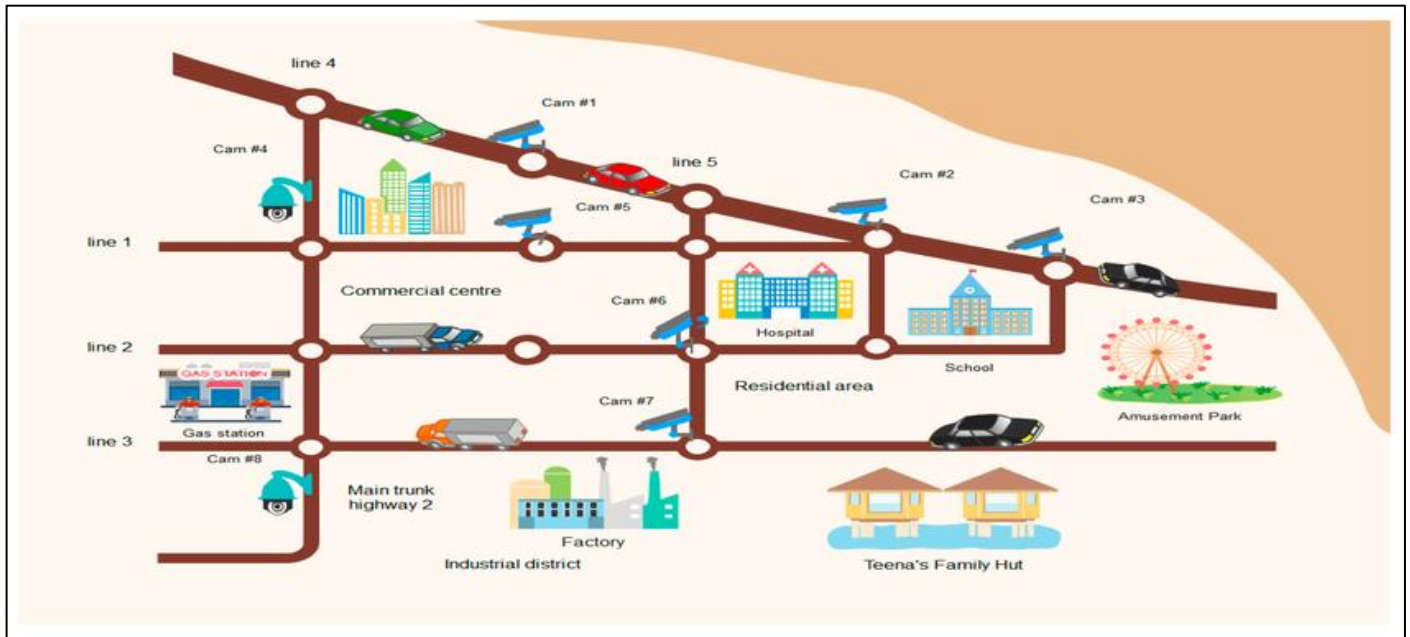 line 4
Cam #1
Cam #4
line 5
Cam #2
Cam #3
Cam #5
line 1
Commercial centre
Cam #6
Hospital
line 2
School
GAS STATION
Residential area
Cam #7
Amusement Park
Gas station
line 3
Cam #8
Main trunk
highway 2
Factory
Industrial district
Teena's Family Hut